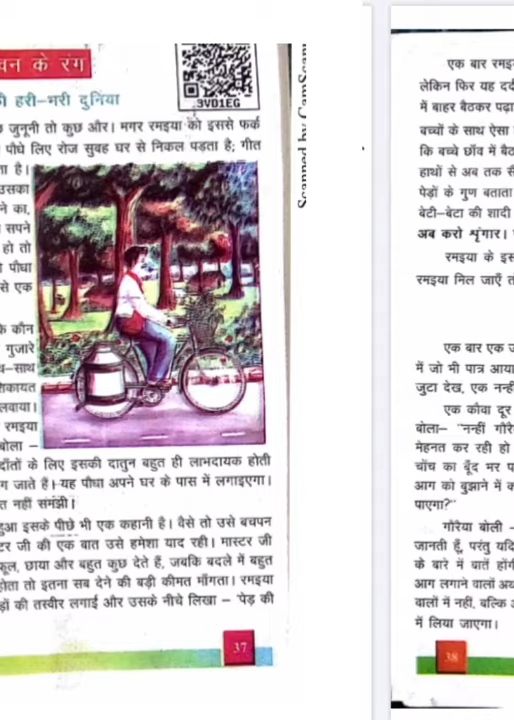 वन के रंग
ी हरी-भरी दुनिया
3VD1EG
जुनूनी तो कुछ और। मगर रमइया को इससे फर्क
पौधे लिए रोज सुबह घर से निकल पड़ता है; गीत
ता है।
उसका
ने का,
सपने
हो तो
पौधा
से एक
कौन
गुजारे
-साथ
शिकायत
लवाया।
रमइया
बोला –
दाँतों के लिए इसकी दातुन बहुत ही लाभदायक होती
ग जाते हैं। यह पौधा अपने घर के पास में लगाइएगा।
त नहीं समझी।
हुआ इसके पीछे भी एक कहानी है। वैसे तो उसे बचपन
टर जी की एक बात उसे हमेशा याद रही। मास्टर जी
फूल, छाया और बहुत कुछ देते हैं, जबकि बदले में बहुत
होता तो इतना सब देने की बड़ी कीमत माँगता। रमइया
ड़ों की तस्वीर लगाई और उसके नीचे लिखा – 'पेड़ की
37
Scanned by CamScan
एक बार रमइ
लेकिन फिर यह दर्द
में बाहर बैठकर पढ़ा
बच्चों के साथ ऐसा
कि बच्चे छाँव में बैठ
हाथों से अब तक सै
पेड़ों के गुण बताता
बेटी-बेटा की शादी
अब करो शृंगार।
रमइया के इस
रमइया मिल जाएँ त
एक बार एक ज
में जो भी पात्र आया
जुटा देख, एक नन्ही
एक कौवा दूर
बोला– "नन्हीं गौरै
मेहनत कर रही हो
चोंच का बूँद भर प
आग को बुझाने में क
पाएगा?"
गौरेया बोली –
जानती हूँ, परंतु यदि
के बारे में बातें होंगी
आग लगाने वालों अथ
वालों में नहीं, बल्कि
में लिया जाएगा।
38